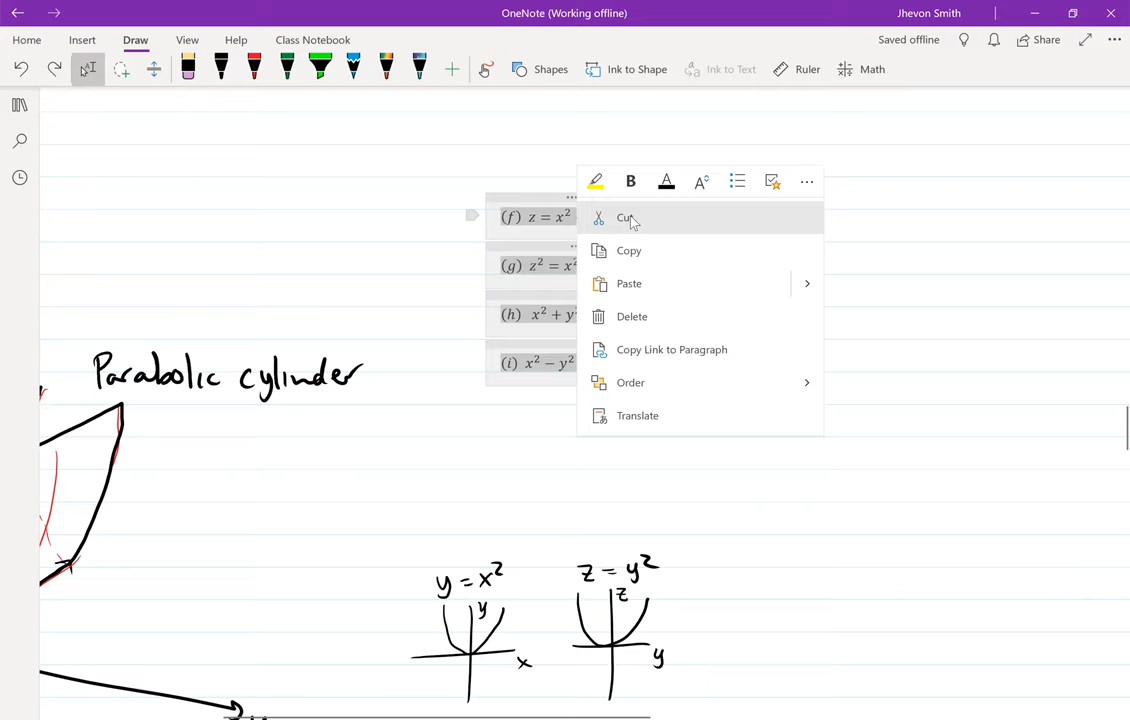 OneNote (Working offline)
Jhevon Smith
Home Insert Draw View Help Class Notebook
Saved offline
Share
Shapes
Ink to Shape
Ink to Text
Ruler
Math
Cut
Copy
Paste
Delete
Copy Link to Paragraph
Order
Translate
(f) z = x²
(g) z² = x²
(h) x² + y²
(i) x² − y²
Parabolic cylinder
y = x²
z = y²
y
z
x
y